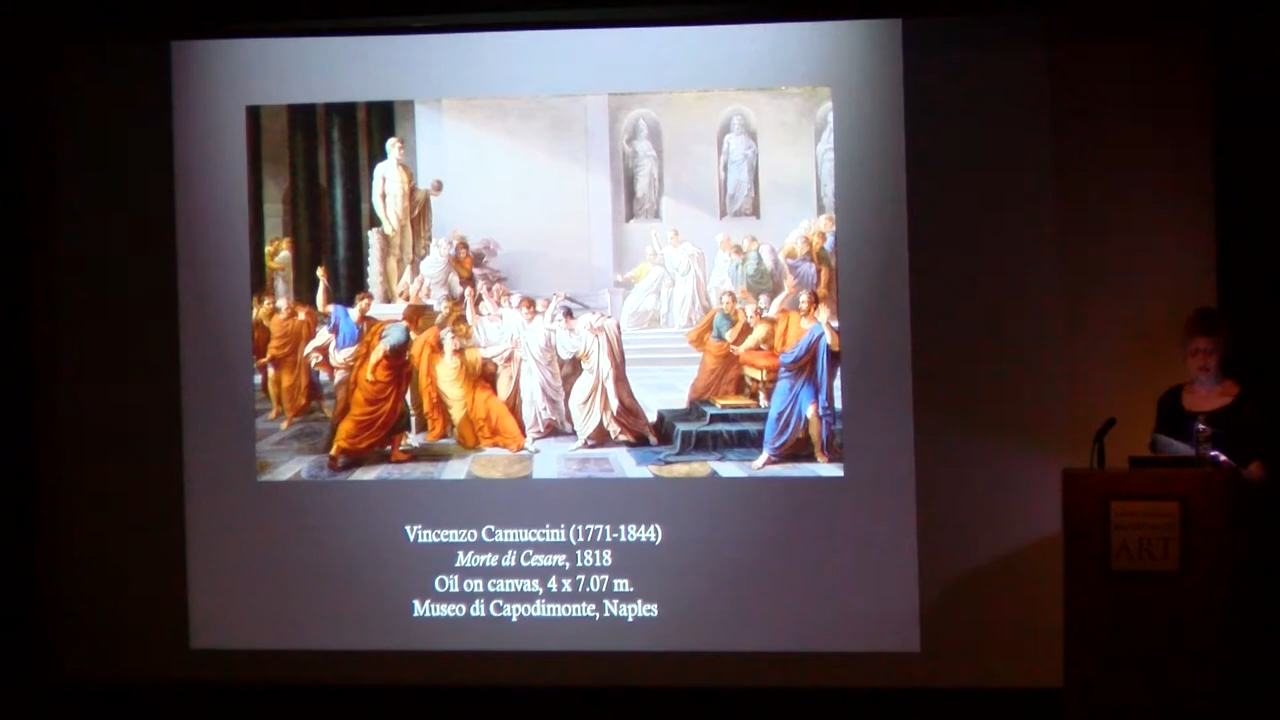 Vincenzo Camuccini (1771-1844)
Morte di Cesare, 1818
Oil on canvas, 4 x 7.07 m.
Museo di Capodimonte, Naples
ART